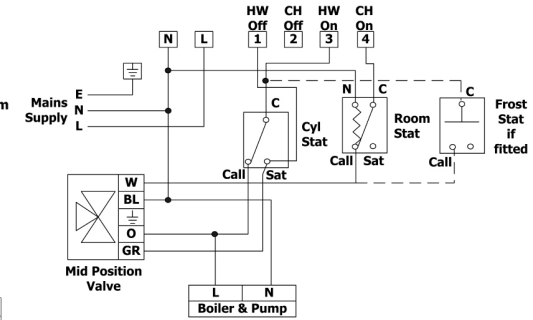 HW CH HW CH
Off Off On On
N L 1 2 3 4
E
m Mains N
Supply L
C
Cyl
Stat
Call Sat
N C
Room
Stat
Call Sat
C
Frost
Stat
if
fitted
Call
W
BL
O
GR
Mid Position
Valve
L N
Boiler & Pump